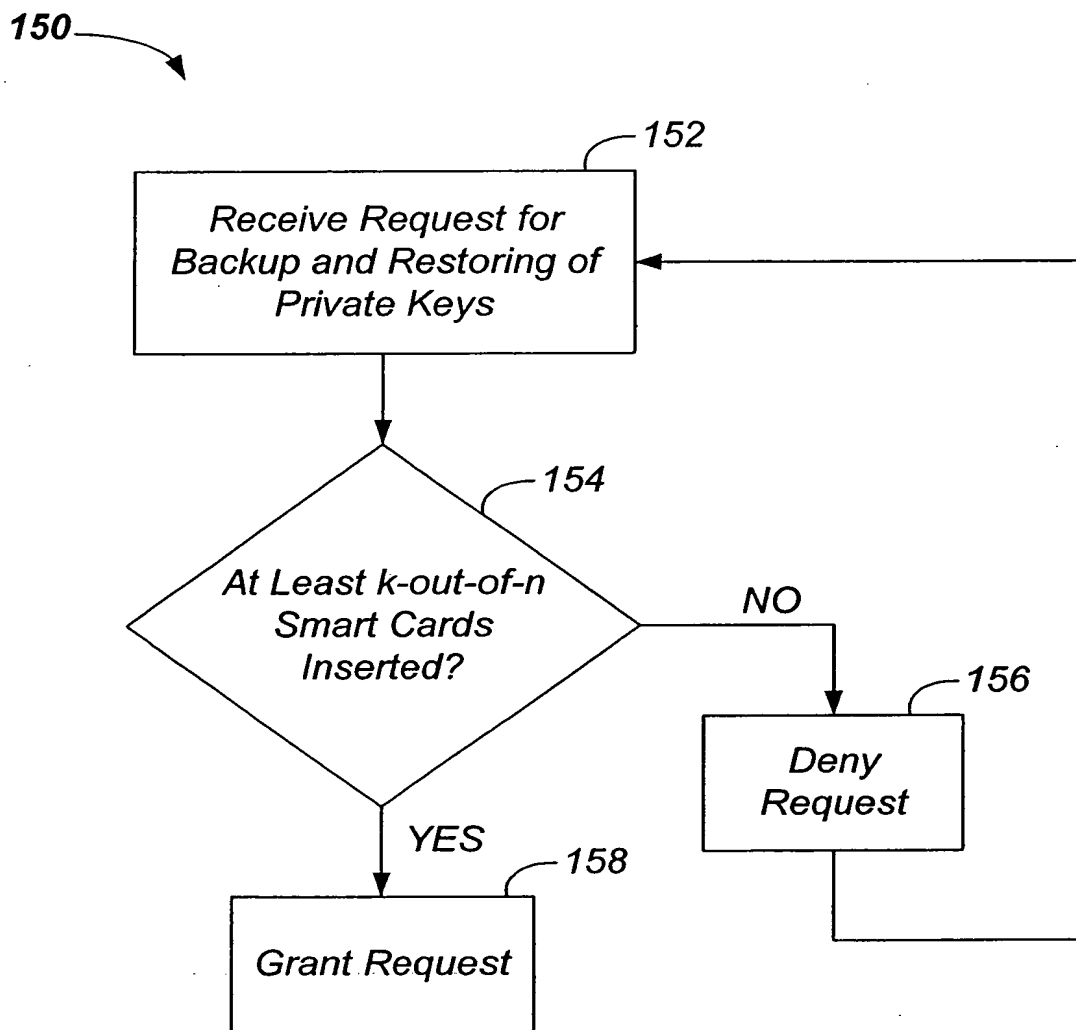 150
152
Receive Request for
Backup and Restoring of
Private Keys
154
At Least k-out-of-n
Smart Cards
Inserted?
NO
156
Deny
Request
YES
158
Grant Request